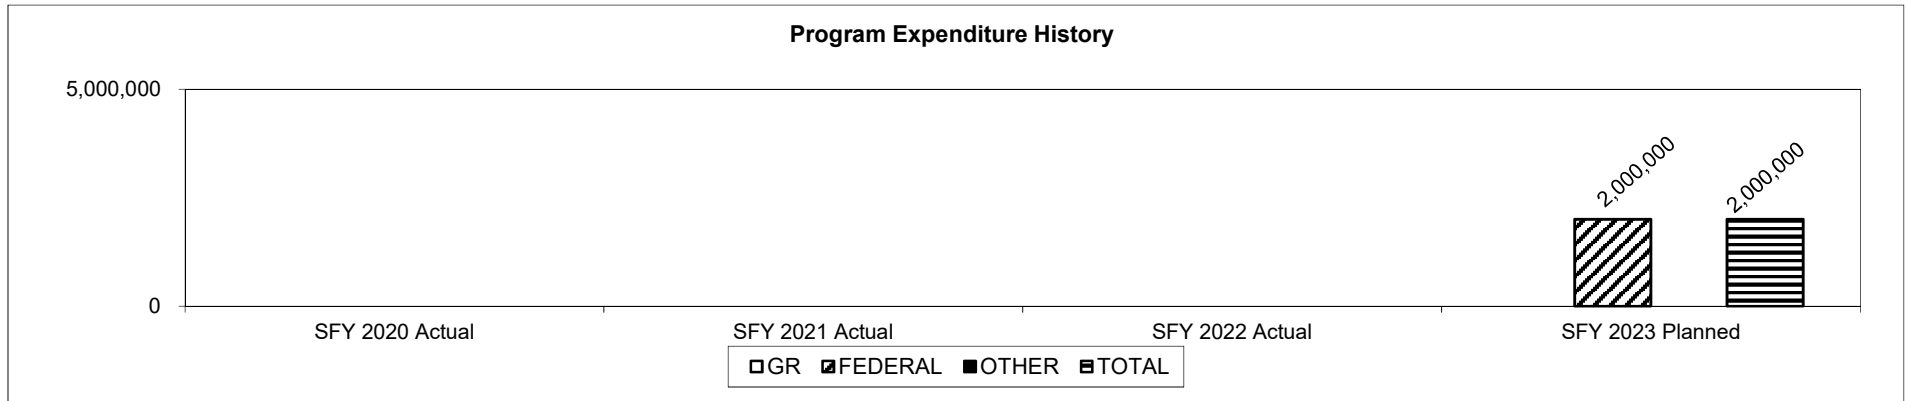 Program Expenditure History
5,000,000
2,000,000
2,000,000
0
SFY 2020 Actual
SFY 2021 Actual
SFY 2022 Actual
SFY 2023 Planned
GR FEDERAL OTHER TOTAL